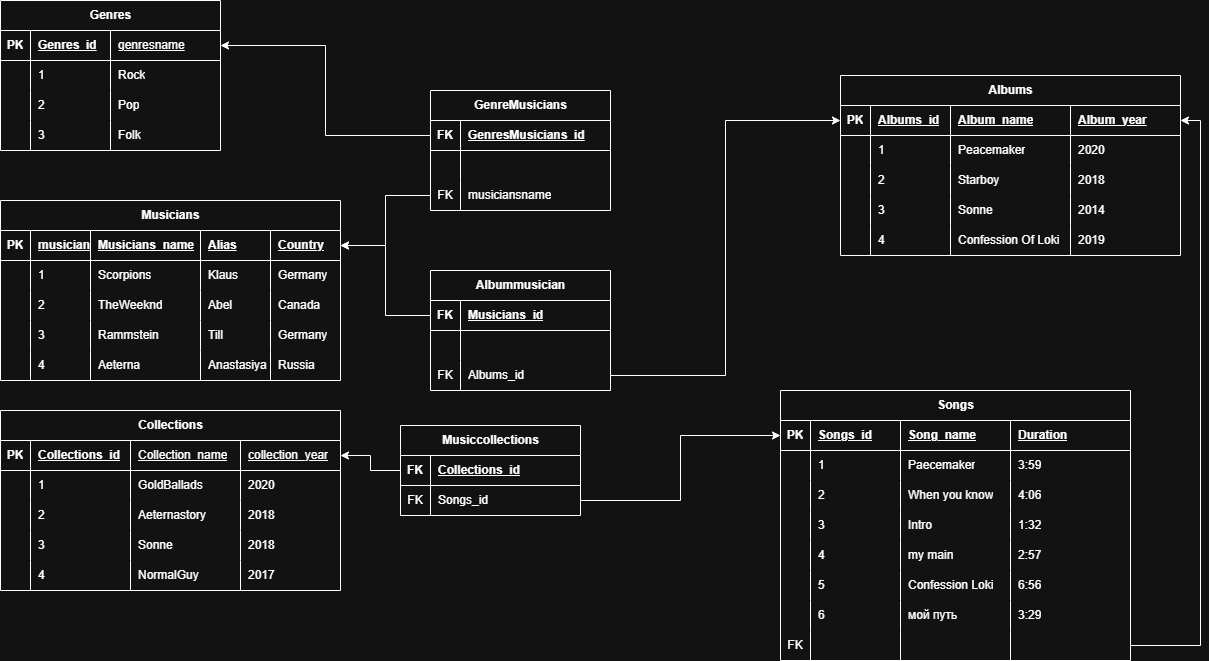 Genres
PK Genres_id genresname
1 Rock
2 Pop
3 Folk
GenreMusicians
FK GenresMusicians_id
FK musiciansname
Albums
PK Albums_id Album_name Album_year
1 Peacemaker 2020
2 Starboy 2018
3 Sonne 2014
4 Confession Of Loki 2019
Musicians
PK musician Musicians_name Alias Country
1 Scorpions Klaus Germany
2 TheWeeknd Abel Canada
3 Rammstein Till Germany
4 Aeterna Anastasiya Russia
Albummusician
FK Musicians_id
FK Albums_id
Collections
PK Collections_id Collection_name collection_year
1 GoldBallads 2020
2 Aeternastory 2018
3 Sonne 2018
4 NormalGuy 2017
Musiccollections
FK Collections_id
FK Songs_id
Songs
PK Songs_id Song_name Duration
1 Paecemaker 3:59
2 When you know 4:06
3 Intro 1:32
4 my main 2:57
5 Confession Loki 6:56
6 мой путь 3:29
FK